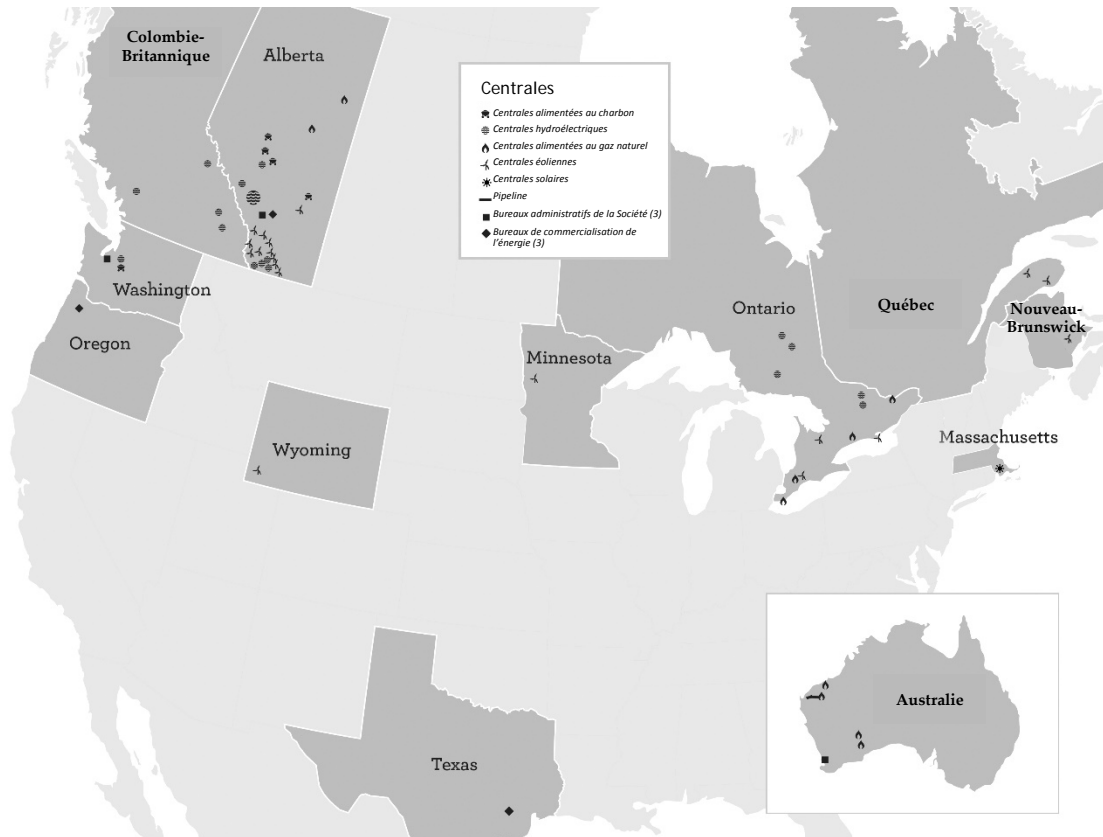 Colombie-
Britannique
Alberta
Centrales
Centrales alimentées au charbon
Centrales hydroélectriques
Centrales alimentées au gaz naturel
Centrales éoliennes
Centrales solaires
Pipeline
Bureaux administratifs de la Société (3)
Bureaux de commercialisation de
l'énergie (3)
Washington
Oregon
Wyoming
Minnesota
Ontario
Québec
Nouveau-
Brunswick
Massachusetts
Texas
Australie